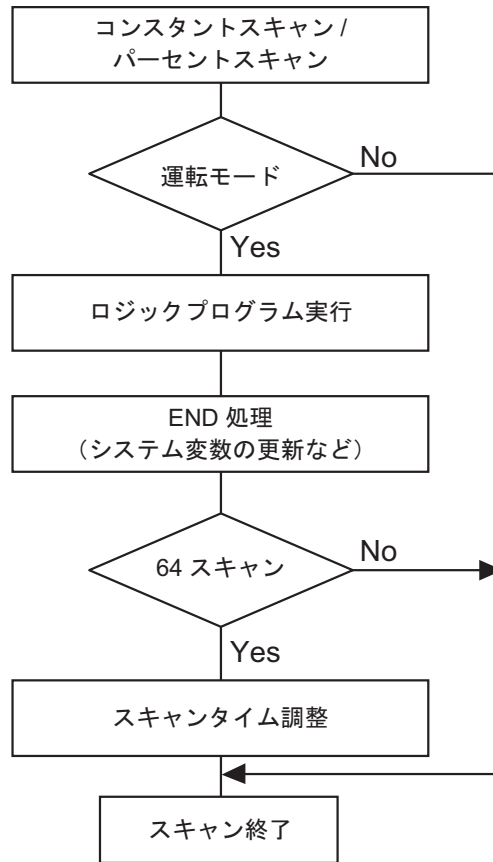 コンスタントスキャン /
パーセントスキャン
運転モード
No
Yes
ロジックプログラム実行
END 処理
（システム変数の更新など）
64 スキャン
No
Yes
スキャンタイム調整
スキャン終了